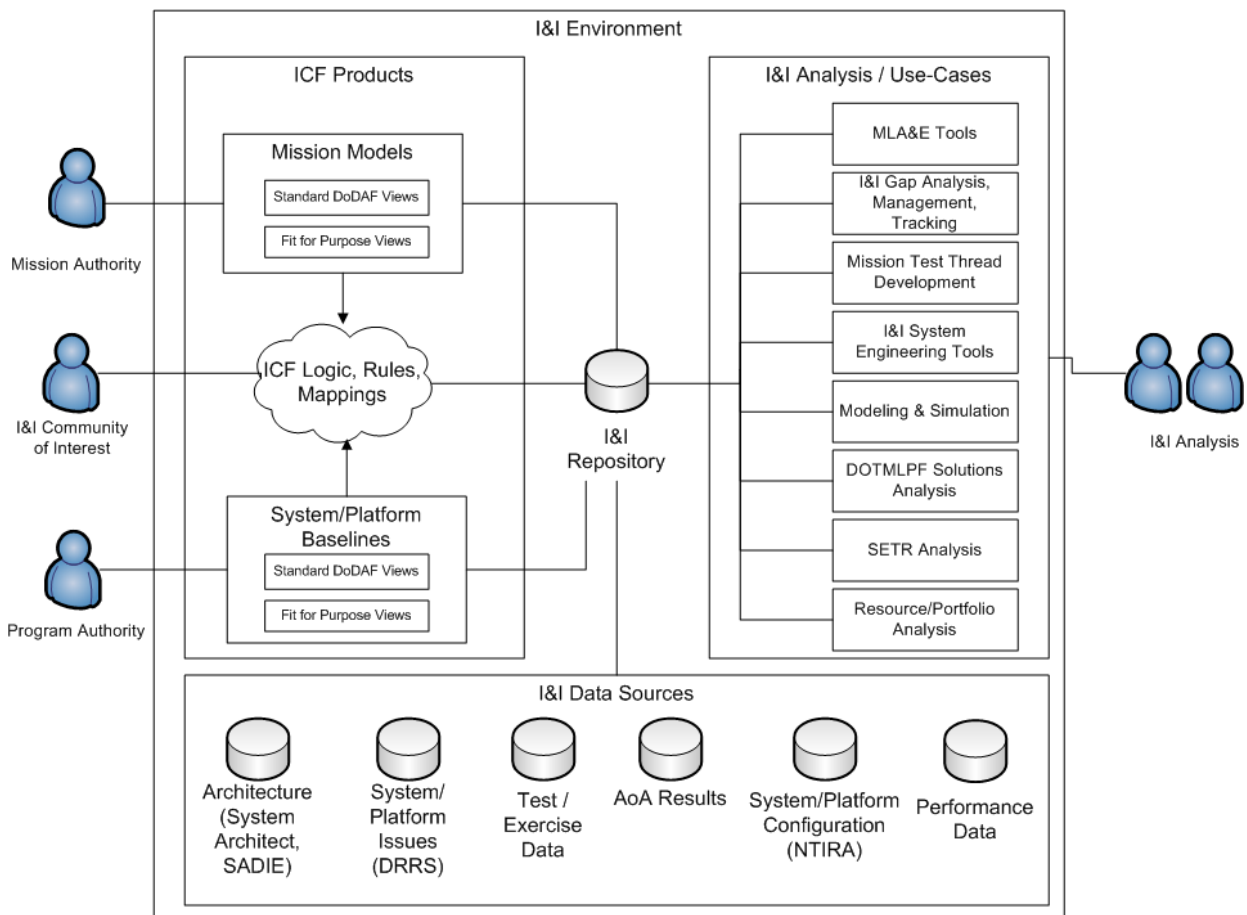 I&I Environment
ICF Products
Mission Models
Standard DoDAF Views
Fit for Purpose Views
ICF Logic, Rules,
Mappings
System/Platform
Baselines
Standard DoDAF Views
Fit for Purpose Views
Mission Authority
I&I Community
of Interest
Program Authority
I&I
Repository
I&I Analysis / Use-Cases
MLA&E Tools
I&I Gap Analysis,
Management,
Tracking
Mission Test Thread
Development
I&I System
Engineering Tools
Modeling & Simulation
DOTMLPF Solutions
Analysis
SETR Analysis
Resource/Portfolio
Analysis
I&I Analysis
I&I Data Sources
Architecture
(System
Architect,
SADIE)
System/
Platform
Issues
(DRRS)
Test /
Exercise
Data
AoA Results
System/Platform
Configuration
(NTIRA)
Performance
Data